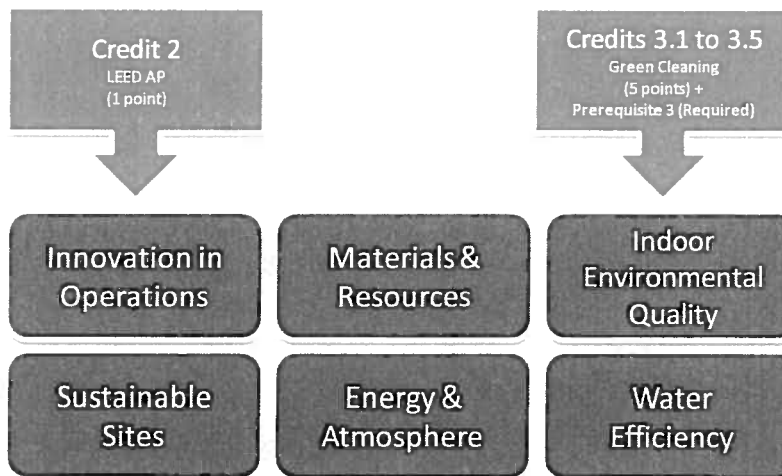 Credit 2
LEED AP
(1 point)
Credits 3.1 to 3.5
Green Cleaning
(5 points) +
Prerequisite 3 (Required)
Innovation in
Operations
Materials &
Resources
Indoor
Environmental
Quality
Sustainable
Sites
Energy &
Atmosphere
Water
Efficiency